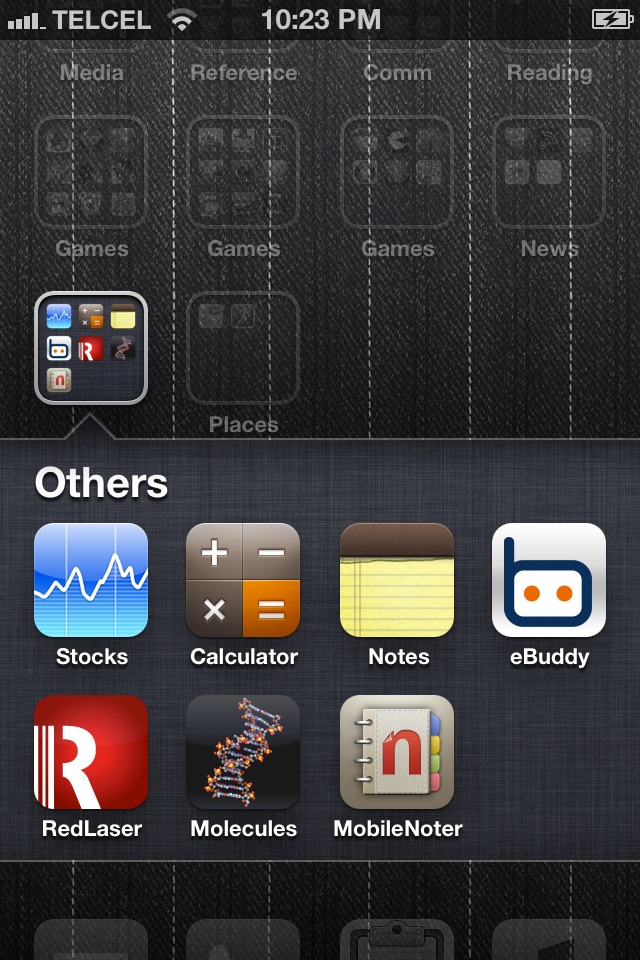 TELCEL 10:23 PM
Media Reference Comm Reading
Games Games Games News
Places
Others
Stocks Calculator Notes eBuddy
RedLaser Molecules MobileNoter